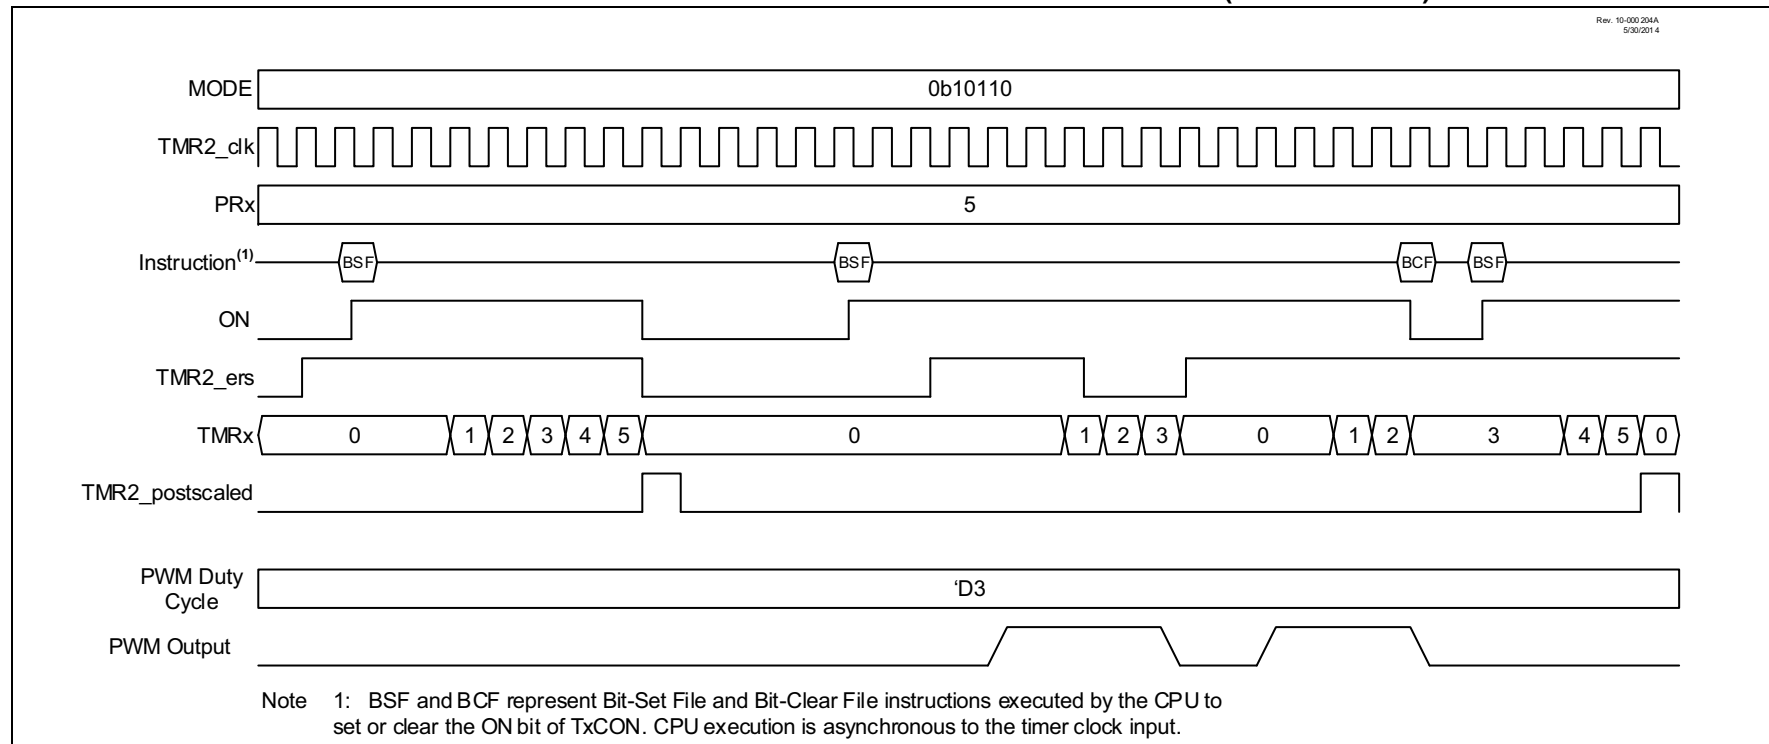 Rev. 10-000 204A
5/30/201 4
MODE 0b10110
TMR2_clk
PRx 5
Instruction(1) BSF BSF BCF BSF
ON
TMR2_ers
TMRx 0 1 2 3 4 5 0 1 2 3 0 1 2 3 4 5 0
TMR2_postscaled
PWM Duty
Cycle
‘D3
PWM Output
Note 1: BSF and BCF represent Bit-Set File and Bit-Clear File instructions executed by the CPU to
set or clear the ON bit of TxCON. CPU execution is asynchronous to the timer clock input.